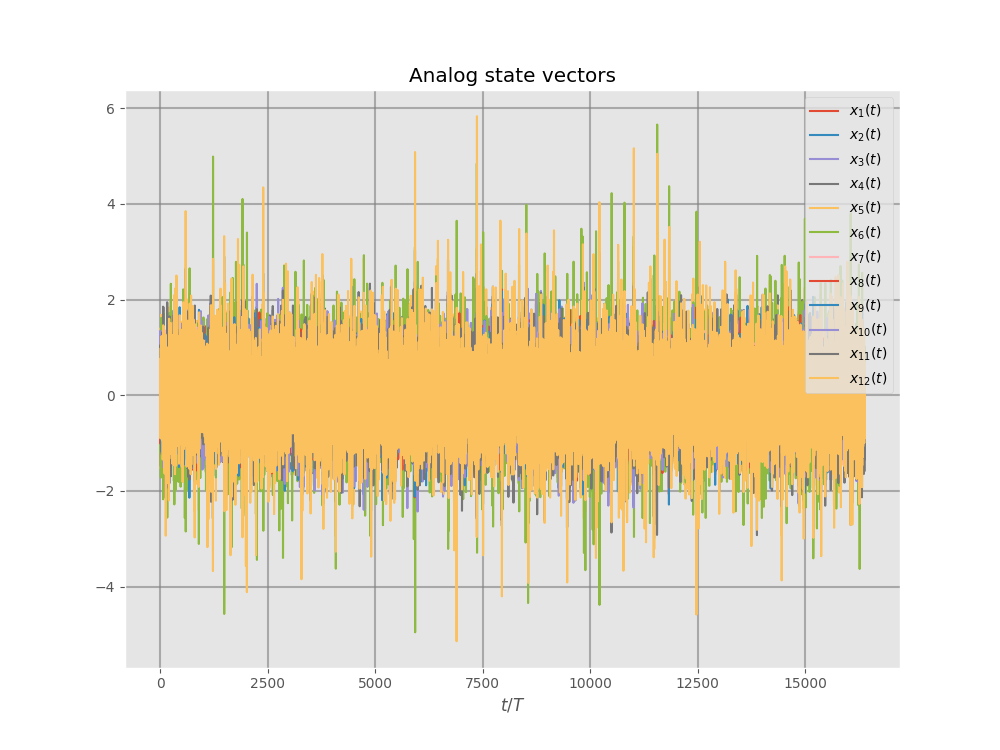 Analog state vectors
6
4
2
0
−2
−4
0 2500 5000 7500 10000 12500 15000
t/T
x₁(t)
x₂(t)
x₃(t)
x₄(t)
x₅(t)
x₆(t)
x₇(t)
x₈(t)
x₉(t)
x₁₀(t)
x₁₁(t)
x₁₂(t)